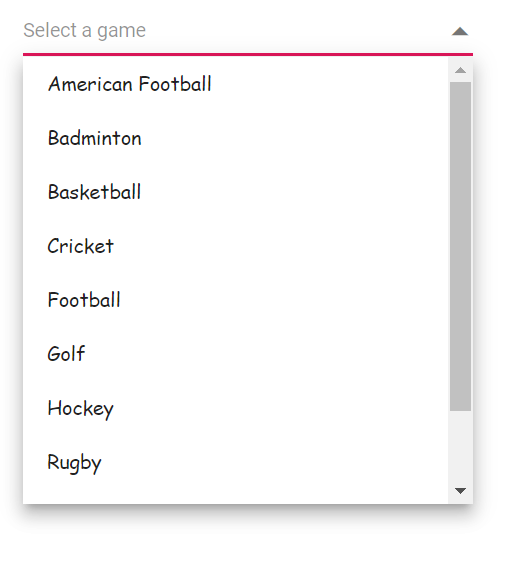 Select a game
American Football
Badminton
Basketball
Cricket
Football
Golf
Hockey
Rugby